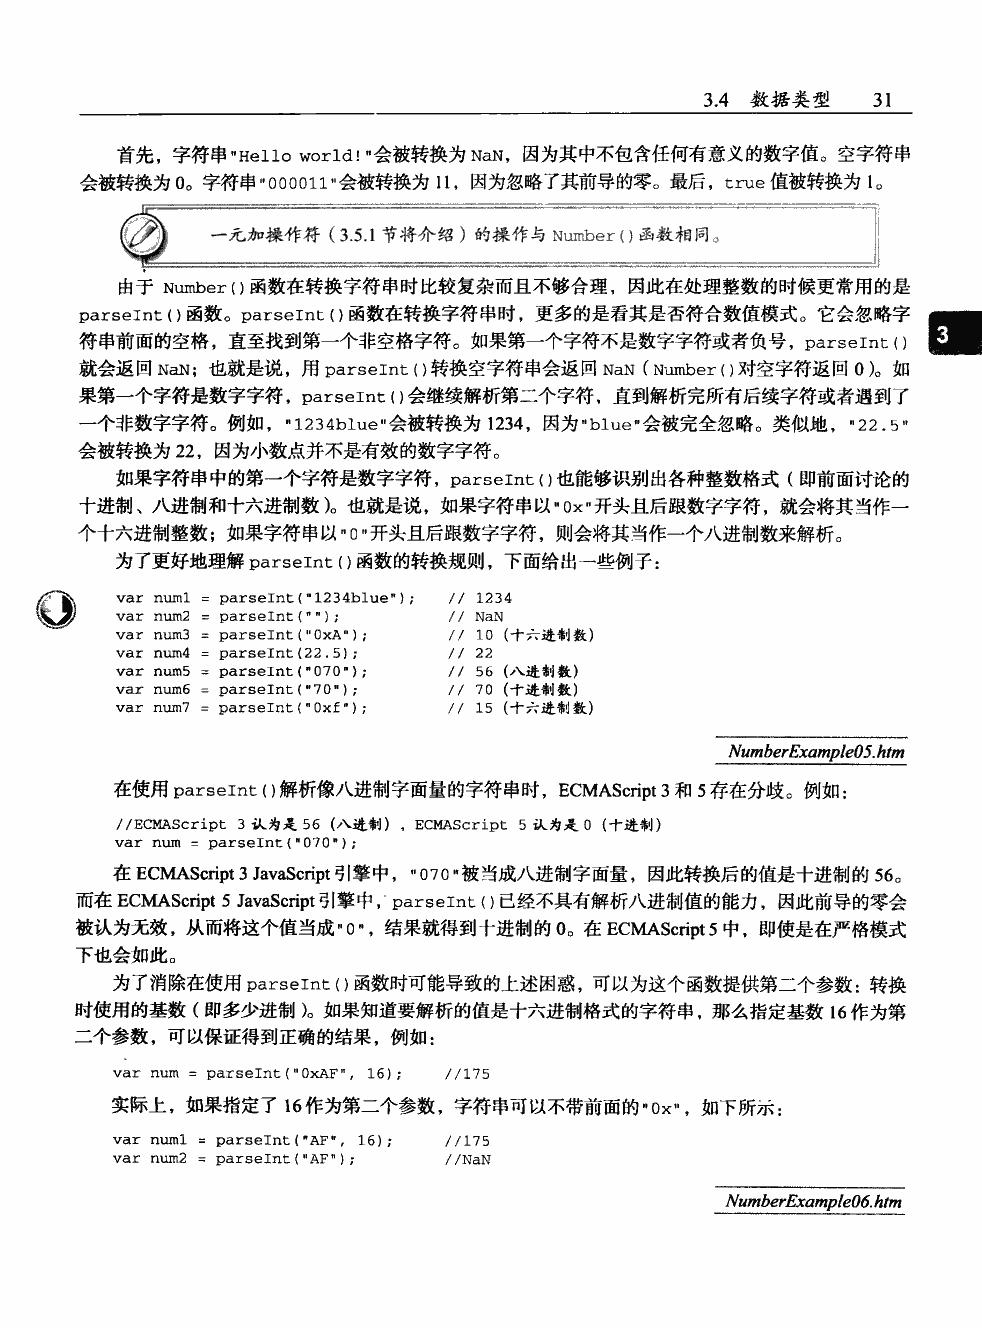 3.4 数据类型 31
首先，字符串"Hello world!"会被转换为 NaN，因为其中不包含任何有意义的数字值。空字符串
会被转换为 0。字符串"000011"会被转换为 11，因为忽略了其前导的零。最后，true 值被转换为 1。
一元加操作符（3.5.1 节将介绍）的操作与 Number()函数相同。
由于 Number()函数在转换字符串时比较复杂而且不够合理，因此在处理整数的时候更常用的是
parseInt()函数。parseInt()函数在转换字符串时，更多的是看其是否符合数值模式。它会忽略字
符串前面的空格，直至找到第一个非空格字符。如果第一个字符不是数字字符或者负号，parseInt()
3
就会返回 NaN；也就是说，用 parseInt()转换空字符串会返回 NaN（Number()对空字符返回 0）。如
果第一个字符是数字字符，parseInt()会继续解析第二个字符，直到解析完所有后续字符或者遇到了
一个非数字字符。例如，"1234blue"会被转换为 1234，因为"blue"会被完全忽略。类似地，"22.5"
会被转换为 22，因为小数点并不是有效的数字字符。
如果字符串中的第一个字符是数字字符，parseInt()也能够识别出各种整数格式（即前面讨论的
十进制、八进制和十六进制数）。也就是说，如果字符串以"0x"开头且后跟数字字符，就会将其当作一
个十六进制整数；如果字符串以"0"开头且后跟数字字符，则会将其当作一个八进制数来解析。
为了更好地理解 parseInt()函数的转换规则，下面给出一些例子：
var num1 = parseInt("1234blue"); // 1234
var num2 = parseInt(""); // NaN
var num3 = parseInt("0xA"); // 10 (十六进制数)
var num4 = parseInt(22.5); // 22
var num5 = parseInt("070"); // 56 (八进制数)
var num6 = parseInt("70"); // 70 (十进制数)
var num7 = parseInt("0xf"); // 15 (十六进制数)
NumberExample05.htm
在使用 parseInt()解析像八进制字面量的字符串时，ECMAScript 3 和 5 存在分歧。例如：
//ECMAScript 3 认为是 56 (八进制) , ECMAScript 5 认为是 0 (十进制)
var num = parseInt("070");
在 ECMAScript 3 JavaScript 引擎中，"070"被当成八进制字面量，因此转换后的值是十进制的 56。
而在 ECMAScript 5 JavaScript 引擎中，parseInt()已经不具有解析八进制值的能力，因此前导的零会
被认为无效，从而将这个值当成"0"，结果就得到十进制的 0。在 ECMAScript 5 中，即使是在严格模式
下也会如此。
为了消除在使用 parseInt()函数时可能导致的上述困惑，可以为这个函数提供第二个参数：转换
时使用的基数（即多少进制）。如果知道要解析的值是十六进制格式的字符串，那么指定基数 16 作为第
二个参数，可以保证得到正确的结果，例如：
var num = parseInt("0xAF", 16); //175
实际上，如果指定了 16 作为第二个参数，字符串可以不带前面的"0x"，如下所示：
var num1 = parseInt("AF", 16); //175
var num2 = parseInt("AF"); //NaN
NumberExample06.htm